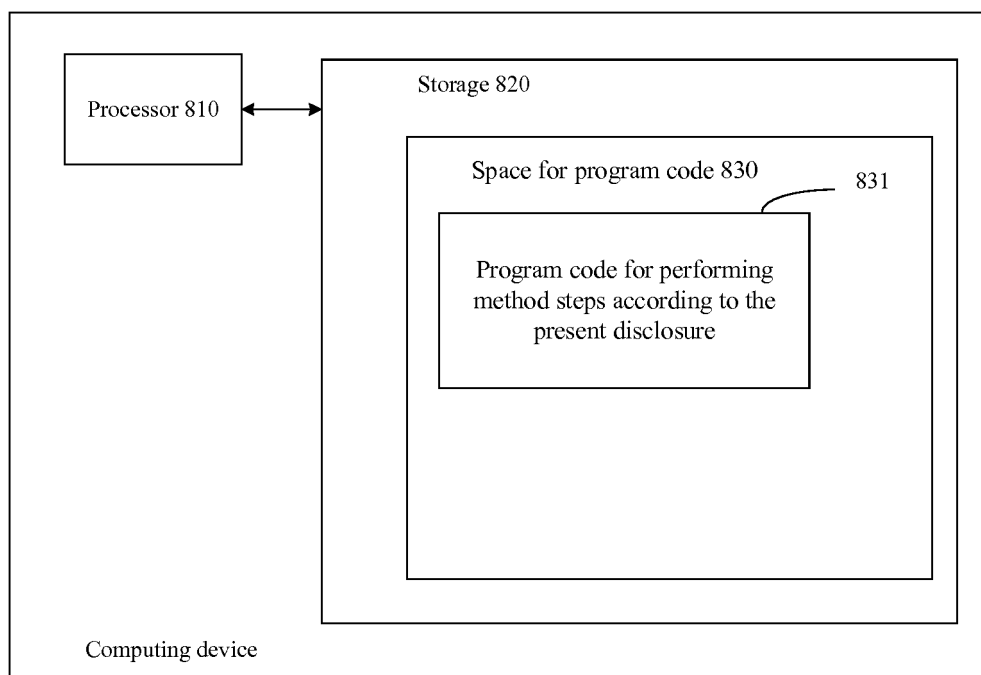 Processor 810
Storage 820
Space for program code 830
831
Program code for performing
method steps according to the
present disclosure
Computing device